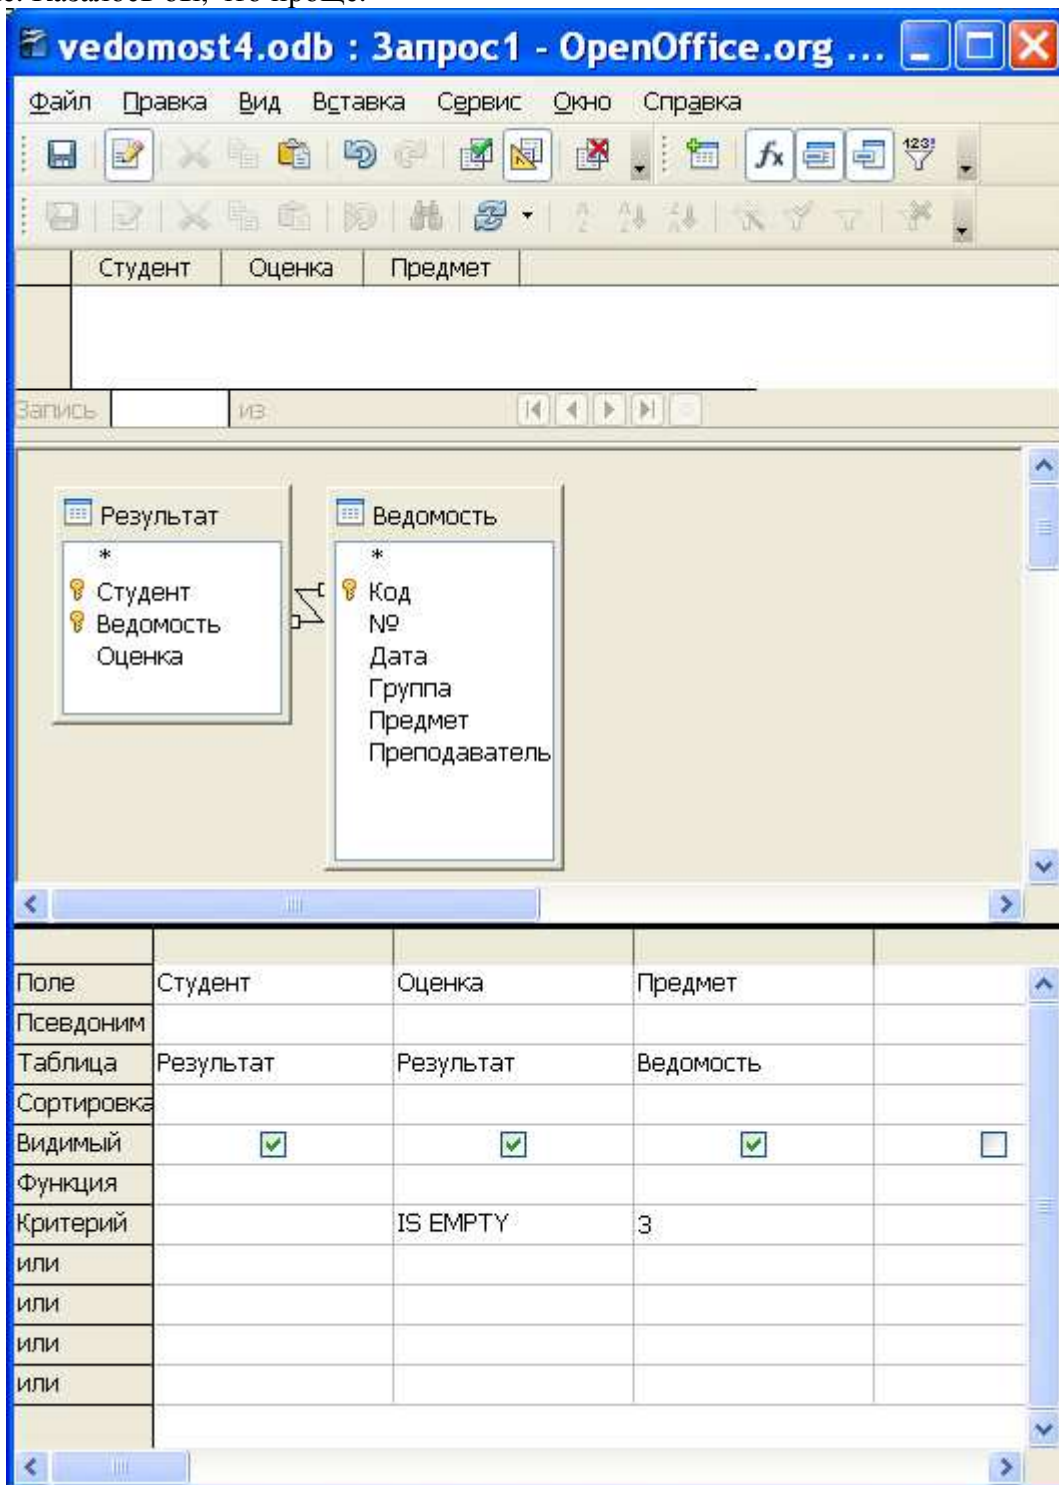 vedomost4.odb : Запрос1 - OpenOffice.org ...
Файл Правка Вид Вставка Сервис Окно Справка
Студент Оценка Предмет
Запись из
Результат
*
Студент
Ведомость
Оценка
Ведомость
*
Код
№
Дата
Группа
Предмет
Преподаватель
Поле Студент Оценка Предмет
Псевдоним
Таблица Результат Результат Ведомость
Сортировка
Видимый
Функция
Критерий IS EMPTY 3
или
или
или
или